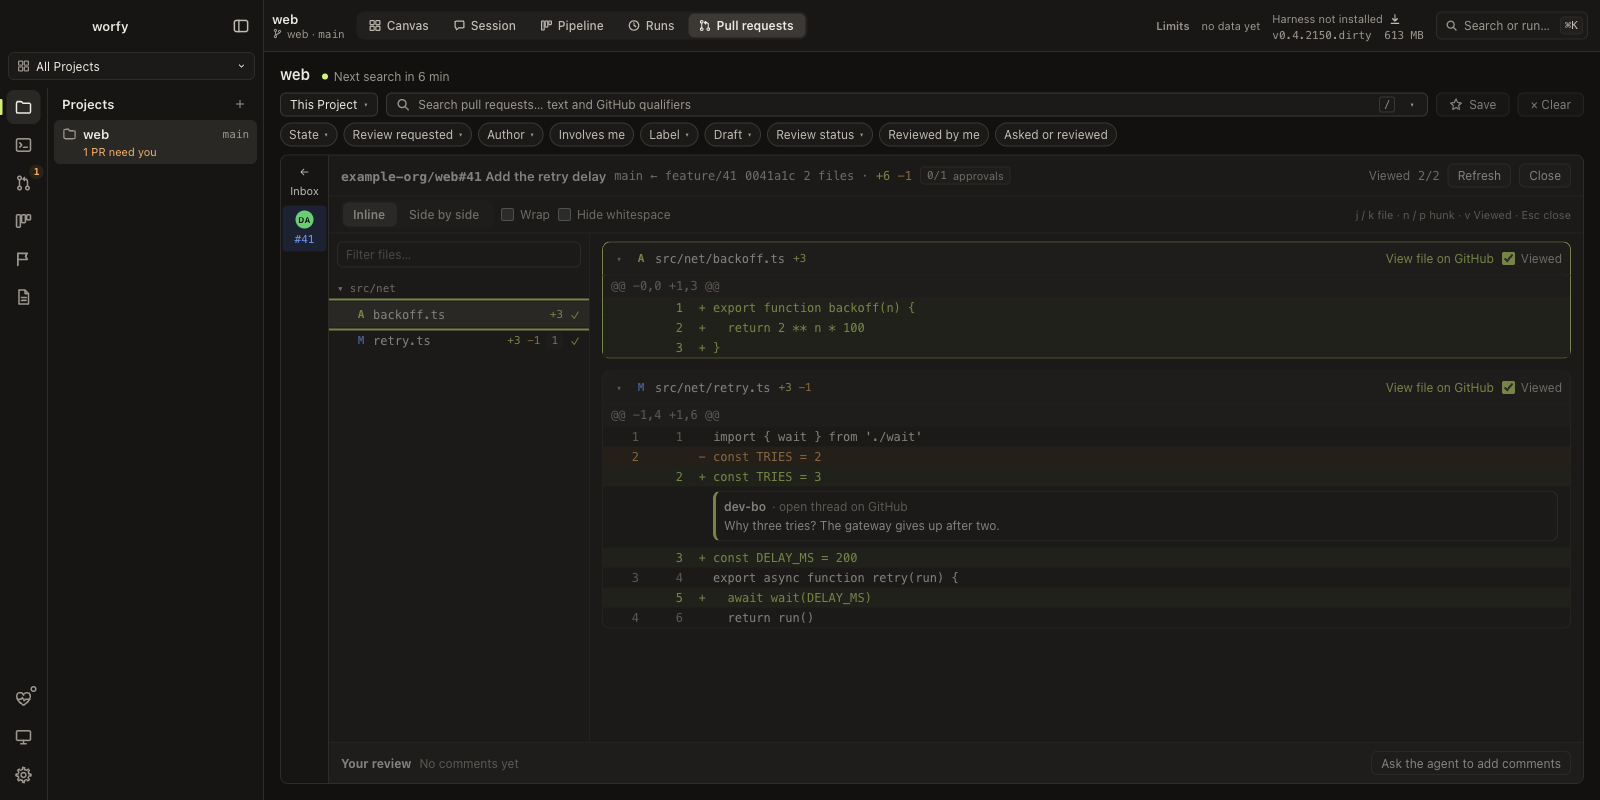 worfy
All Projects
Projects +
web main
1 PR need you
1
web
web · main
Canvas
Session
Pipeline
Runs
Pull requests
Limits no data yet
Harness not installed
v0.4.2150.dirty 613 MB
Search or run... ⌘K
web Next search in 6 min
This Project
Search pull requests... text and GitHub qualifiers /
Save
× Clear
State
Review requested
Author
Involves me
Label
Draft
Review status
Reviewed by me
Asked or reviewed
←
Inbox
DA
#41
example-org/web#41 Add the retry delay main ← feature/41 0041a1c 2 files · +6 −1 0/1 approvals
Viewed 2/2 Refresh Close
Inline Side by side Wrap Hide whitespace
j / k file · n / p hunk · v Viewed · Esc close
Filter files...
src/net
A backoff.ts +3 ✓
M retry.ts +3 −1 1 ✓
A src/net/backoff.ts +3 View file on GitHub Viewed
@@ −0,0 +1,3 @@
1 + export function backoff(n) {
2 + return 2 ** n * 100
3 + }
M src/net/retry.ts +3 −1 View file on GitHub Viewed
@@ −1,4 +1,6 @@
1 1 import { wait } from './wait'
2 − const TRIES = 2
2 + const TRIES = 3
dev-bo · open thread on GitHub
Why three tries? The gateway gives up after two.
3 + const DELAY_MS = 200
3 4 export async function retry(run) {
5 + await wait(DELAY_MS)
4 6 return run()
Your review No comments yet
Ask the agent to add comments